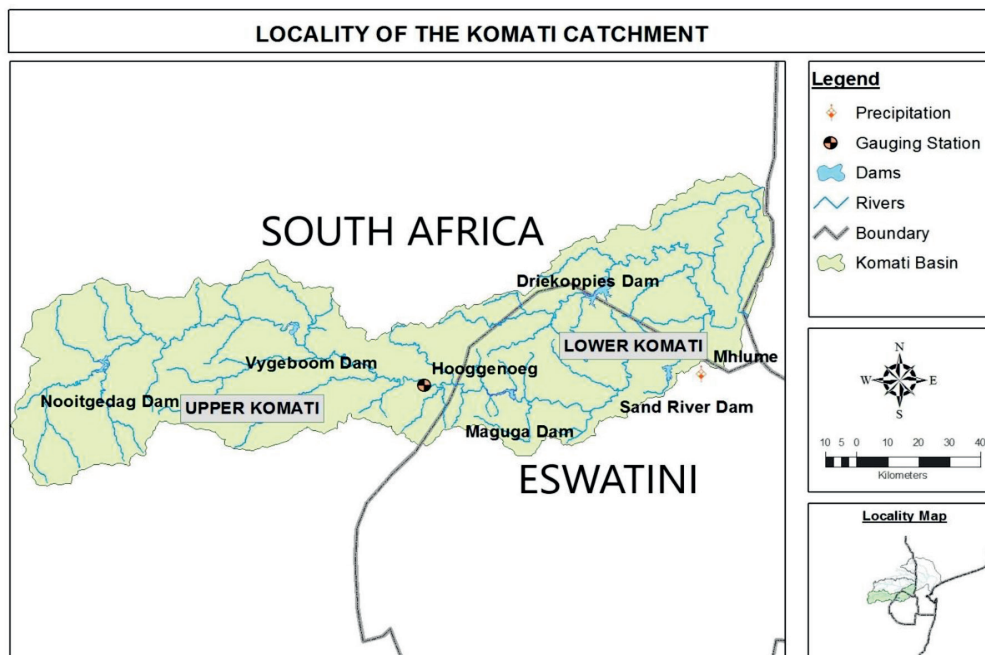 LOCALITY OF THE KOMATI CATCHMENT
SOUTH AFRICA
Driekoppies Dam
LOWER KOMATI
Mhlume
Vygeboom Dam
Hooggenoeg
Nooitgedag Dam
UPPER KOMATI
Sand River Dam
Maguga Dam
ESWATINI
Legend
Precipitation
Gauging Station
Dams
Rivers
Boundary
Komati Basin
N
W E
S
10 5 0 10 20 30 40
Kilometers
Locality Map